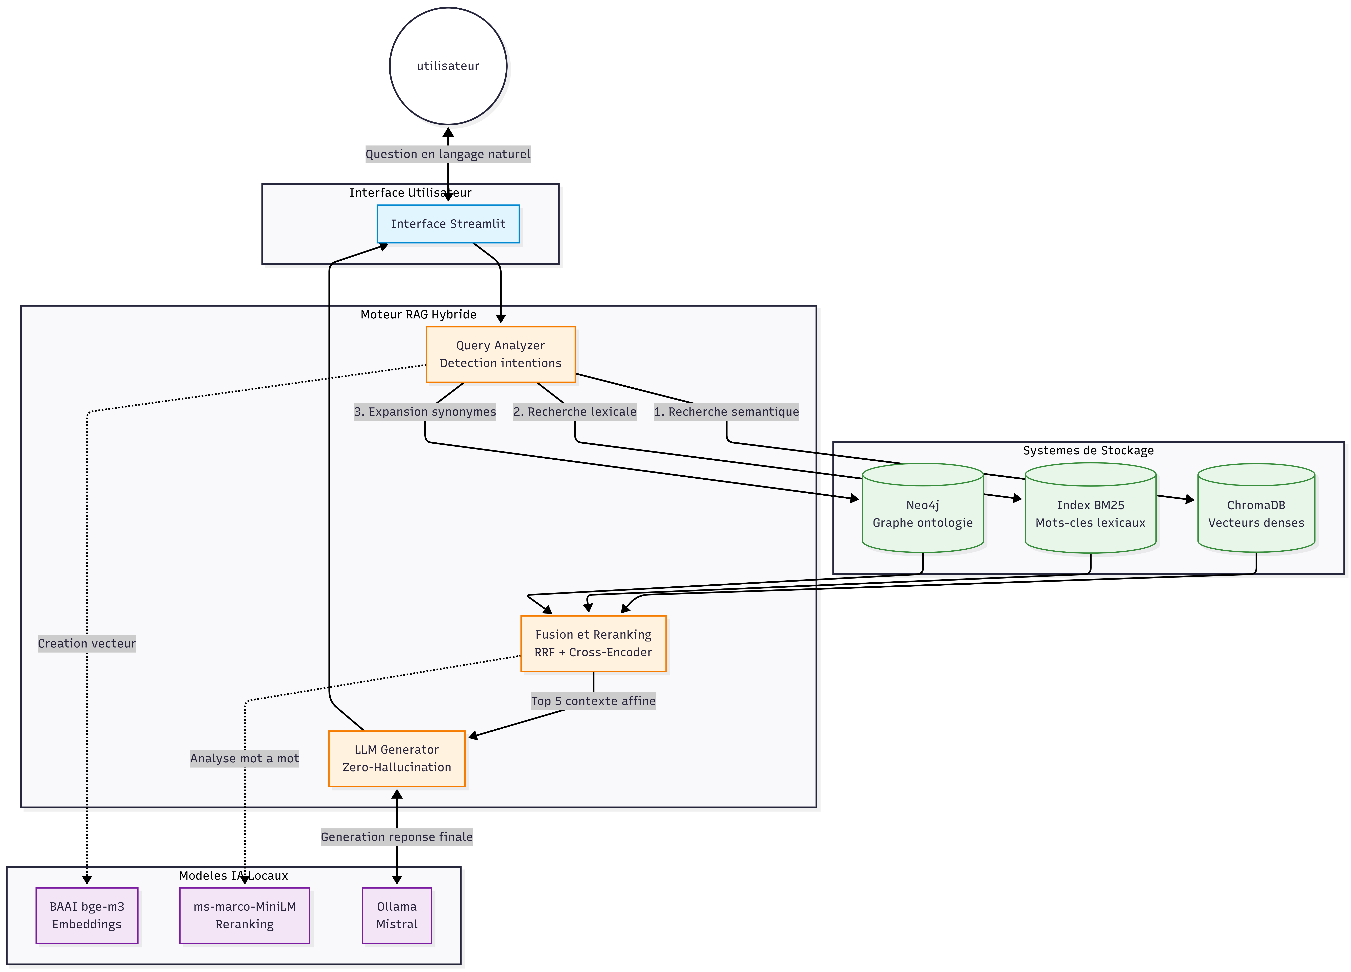 utilisateur
Question en langage naturel
Interface Utilisateur
Interface Streamlit
Moteur RAG Hybride
Query Analyzer
Detection intentions
3. Expansion synonymes
2. Recherche lexicale
1. Recherche semantique
Systemes de Stockage
Neo4j
Graphe ontologie
Index BM25
Mots-cles lexicaux
ChromaDB
Vecteurs denses
Creation vecteur
Fusion et Reranking
RRF + Cross-Encoder
Top 5 contexte affine
Analyse mot a mot
LLM Generator
Zero-Hallucination
Generation reponse finale
Modeles IA Locaux
BAAI bge-m3
Embeddings
ms-marco-MiniLM
Reranking
Ollama
Mistral